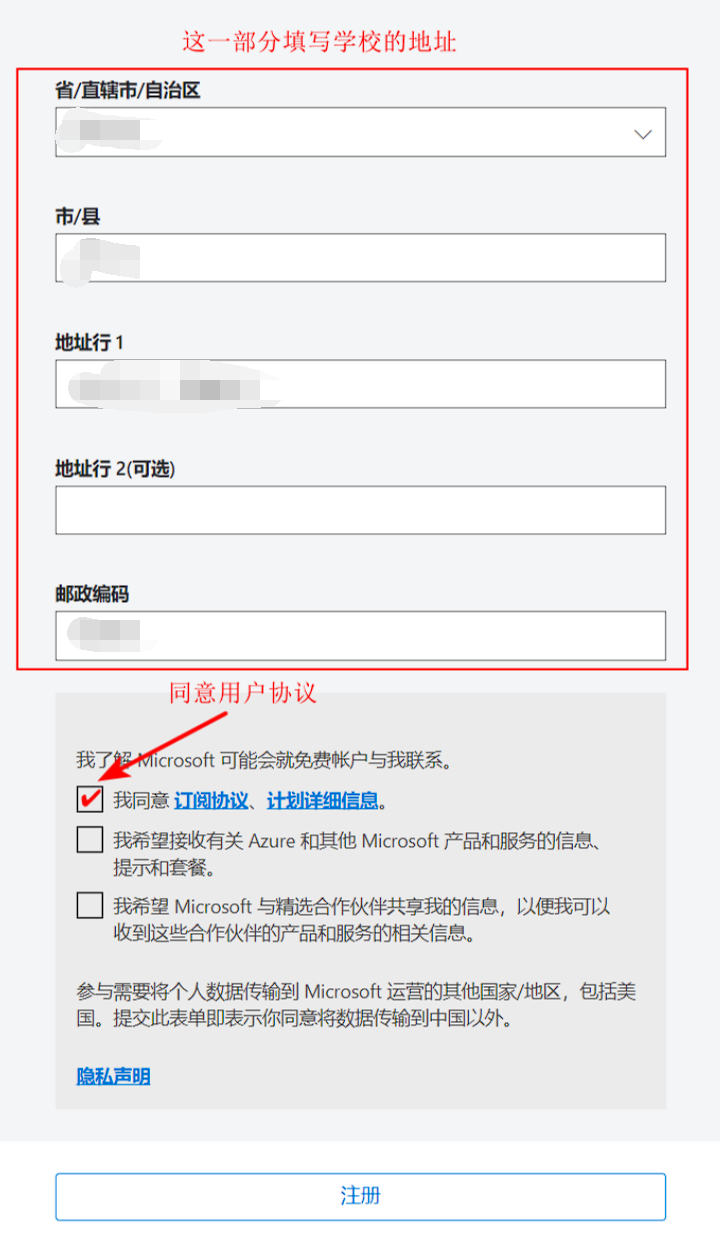 这一部分填写学校的地址
省/直辖市/自治区
市/县
地址行 1
地址行 2(可选)
邮政编码
同意用户协议
我了解 Microsoft 可能会就免费帐户与我联系。
我同意 订阅协议、计划详细信息。
我希望接收有关 Azure 和其他 Microsoft 产品和服务的信息、
提示和套餐。
我希望 Microsoft 与精选合作伙伴共享我的信息，以便我可以
收到这些合作伙伴的产品和服务的相关信息。
参与需要将个人数据传输到 Microsoft 运营的其他国家/地区，包括美
国。提交此表单即表示你同意将数据传输到中国以外。
隐私声明
注册